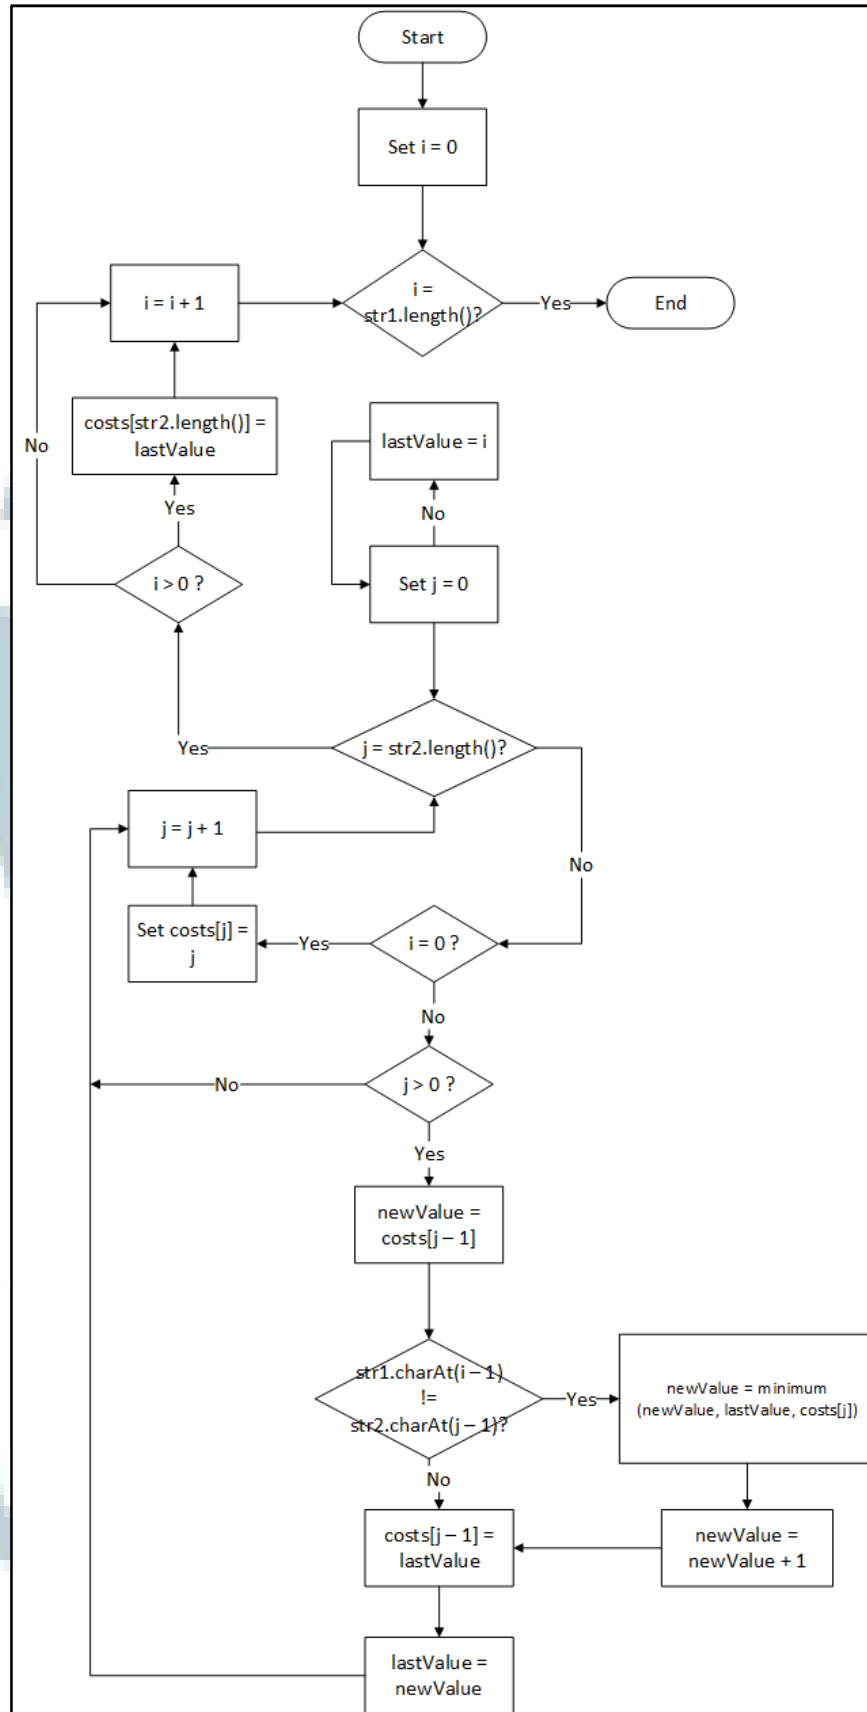 Start
Set i = 0
i = i + 1
i =
str1.length()?
Yes
End
costs[str2.length()] =
lastValue
No
lastValue = i
Yes
No
i > 0 ?
Set j = 0
Yes
j = str2.length()?
j = j + 1
No
Set costs[j] =
j
Yes
i = 0 ?
No
No
j > 0 ?
Yes
newValue =
costs[j – 1]
str1.charAt(i – 1)
!=
str2.charAt(j – 1)?
Yes
newValue = minimum
(newValue, lastValue, costs[j])
No
costs[j – 1] =
lastValue
newValue =
newValue + 1
lastValue =
newValue